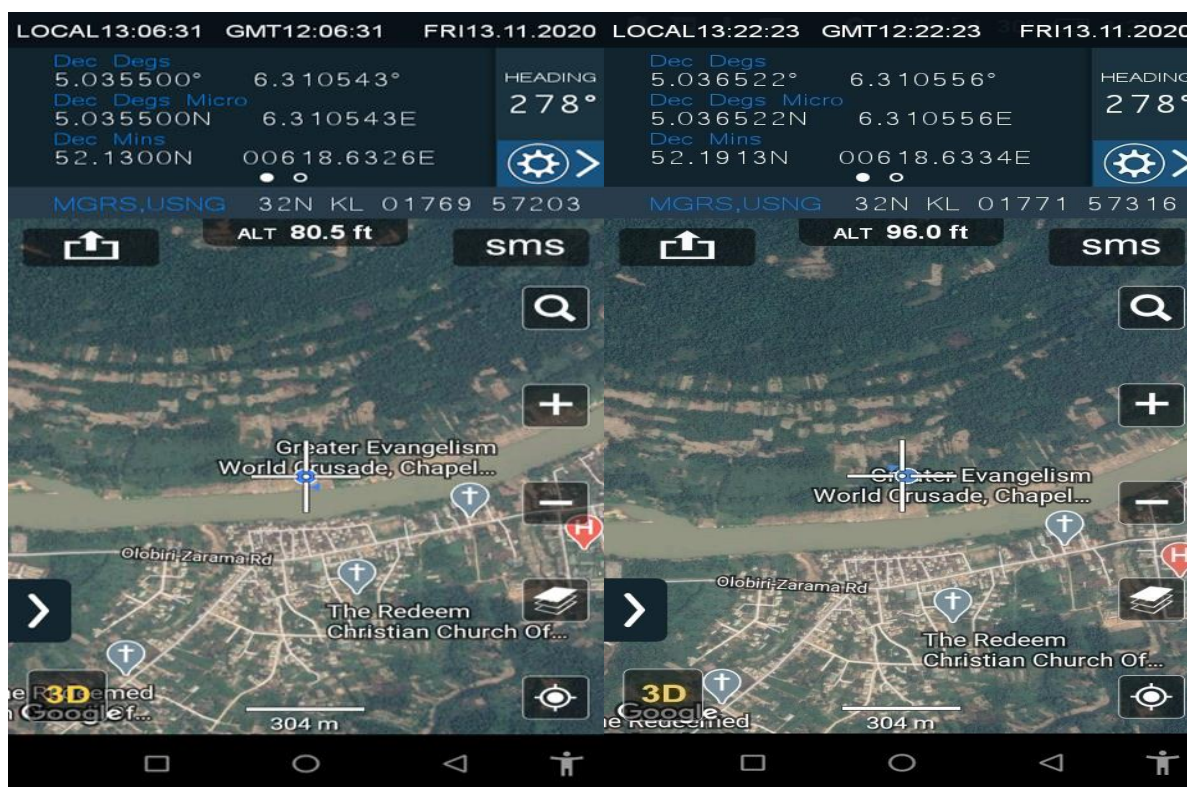 LOCAL13:06:31 GMT12:06:31 FRI13.11.2020
Dec Degs
5.035500° 6.310543°
HEADING
278°
Dec Degs Micro
5.035500N 6.310543E
Dec Mins
52.1300N 00618.6326E
MGRS,USNG 32N KL 01769 57203
ALT 80.5 ft
sms
Greater Evangelism
World Crusade, Chapel...
H
Olobiri-Zarama Rd
The Redeem
Christian Church Of...
3D
Google
304 m
LOCAL13:22:23 GMT12:22:23 FRI13.11.2020
Dec Degs
5.036522° 6.310556°
HEADING
278°
Dec Degs Micro
5.036522N 6.310556E
Dec Mins
52.1913N 00618.6334E
MGRS,USNG 32N KL 01771 57316
ALT 96.0 ft
sms
Greater Evangelism
World Crusade, Chapel...
H
Olobiri-Zarama Rd
The Redeem
Christian Church Of...
3D
Google
304 m